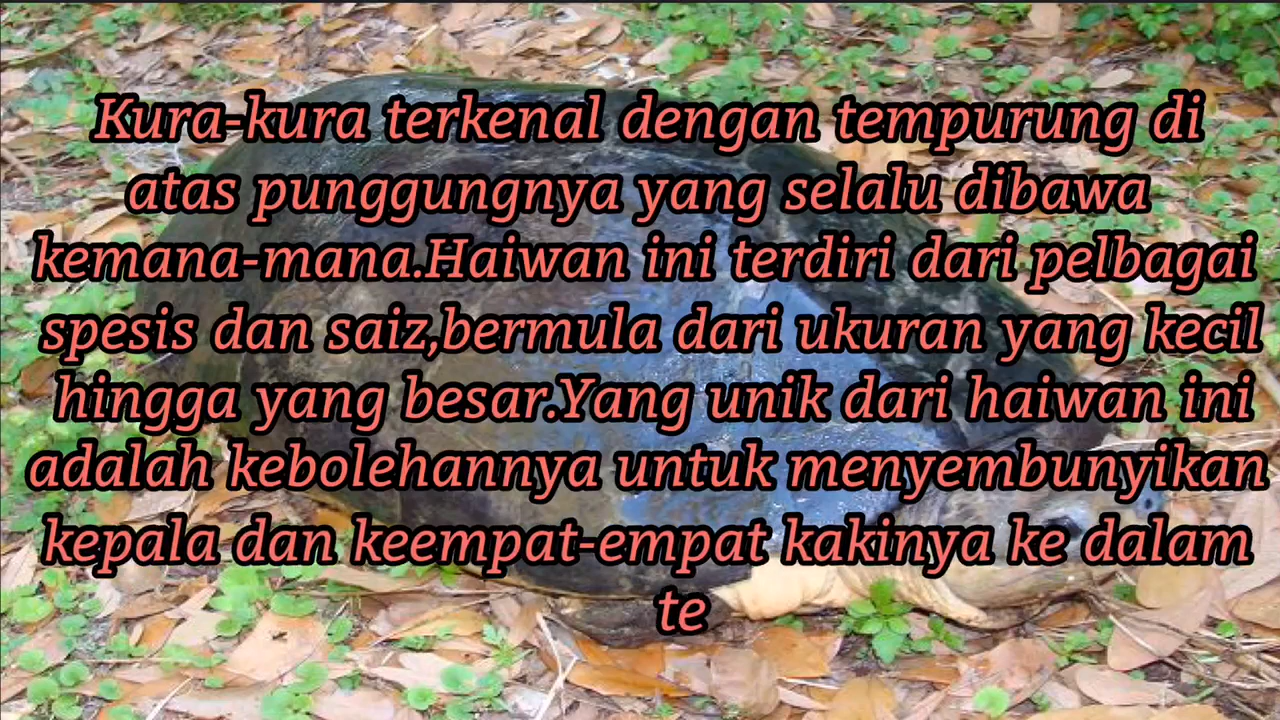 Kura-kura terkenal dengan tempurung di
atas punggungnya yang selalu dibawa
kemana-mana.Haiwan ini terdiri dari pelbagai
spesis dan saiz,bermula dari ukuran yang kecil
hingga yang besar.Yang unik dari haiwan ini
adalah kebolehannya untuk menyembunyikan
kepala dan keempat-empat kakinya ke dalam
te